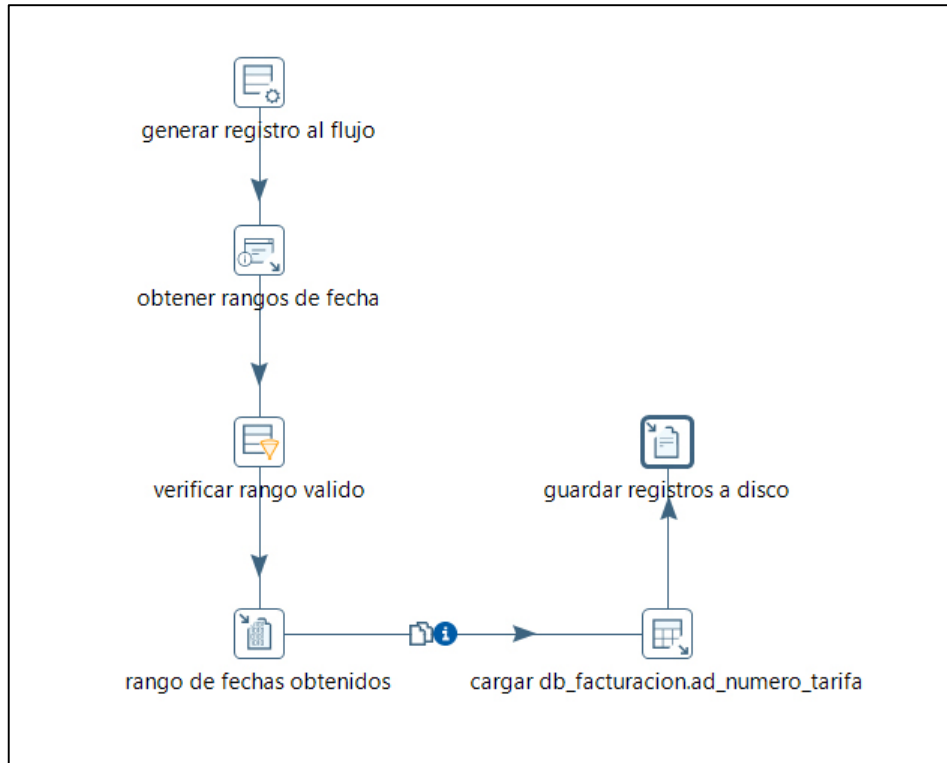 generar registro al flujo
obtener rangos de fecha
verificar rango valido
guardar registros a disco
rango de fechas obtenidos
cargar db_facturacion.ad_numero_tarifa